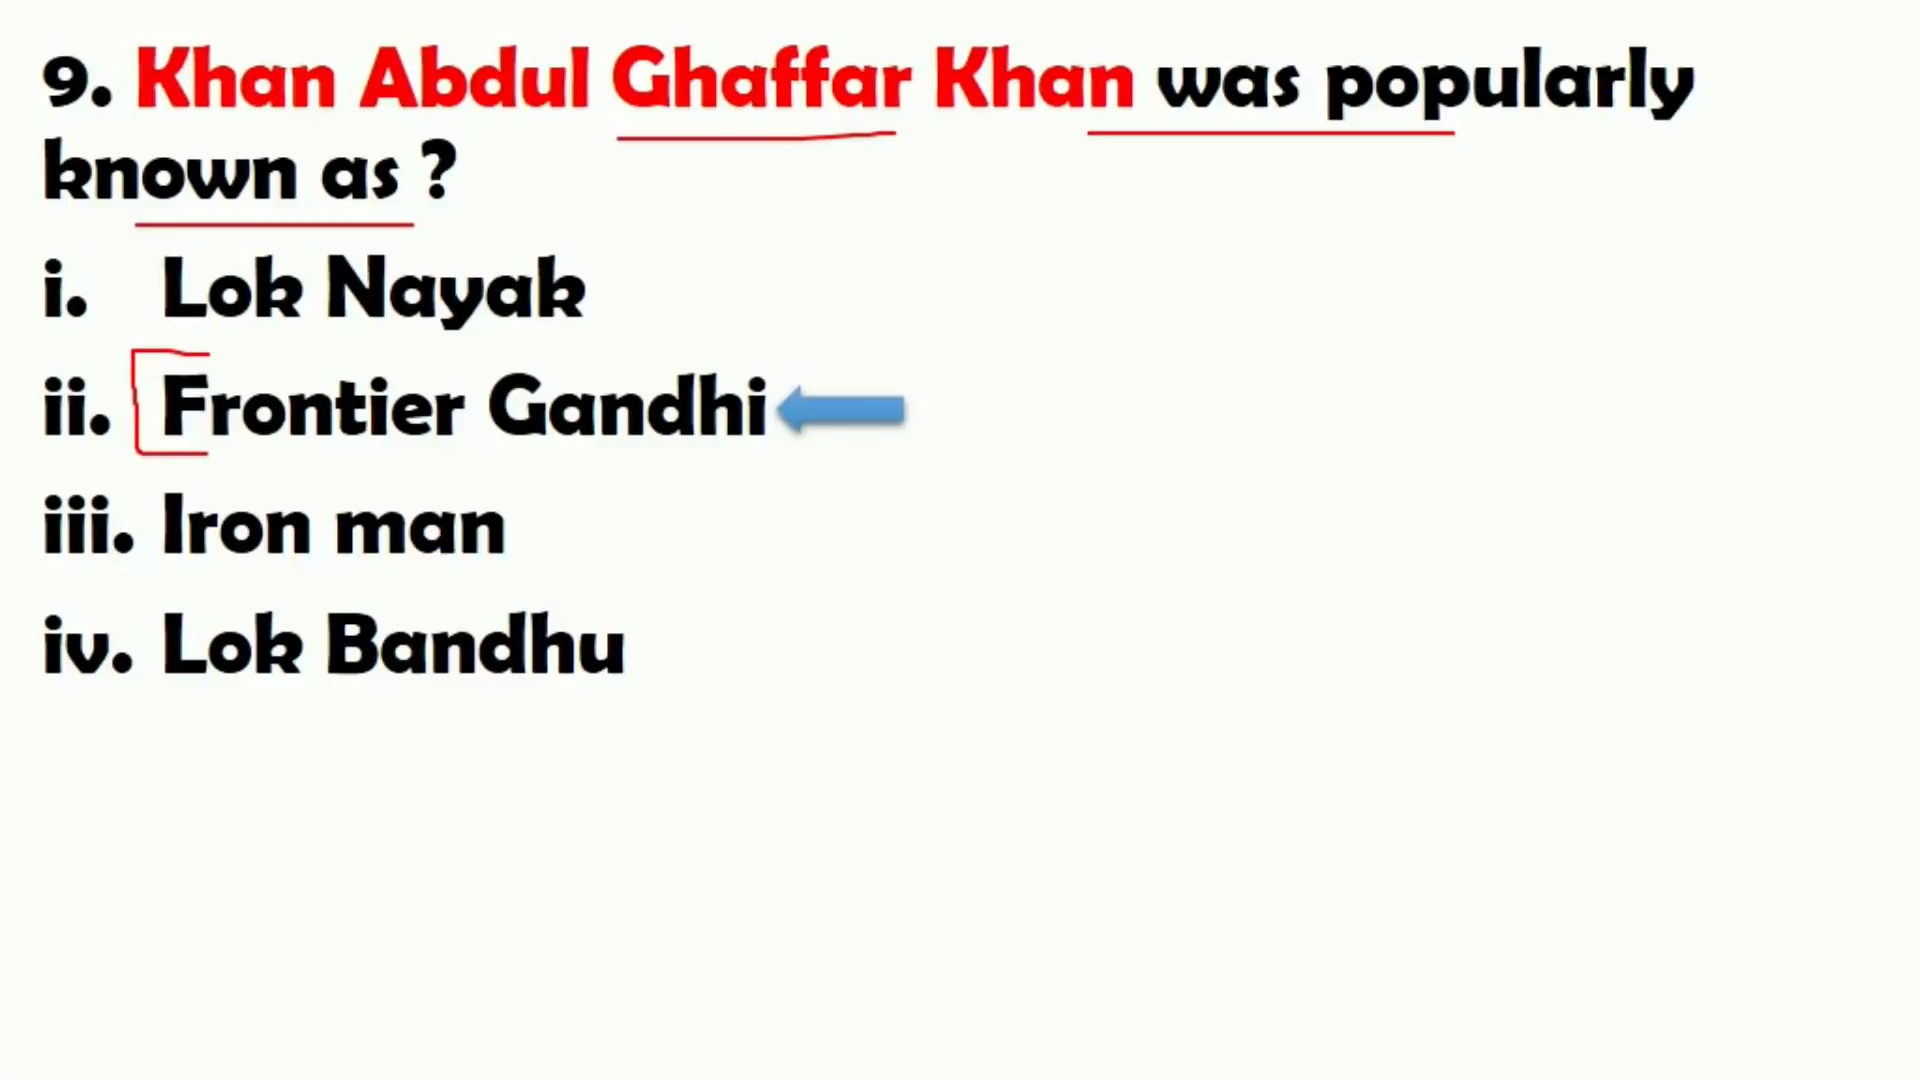 9. Khan Abdul Ghaffar Khan was popularly
known as ?
i. Lok Nayak
ii. Frontier Gandhi
iii. Iron man
iv. Lok Bandhu